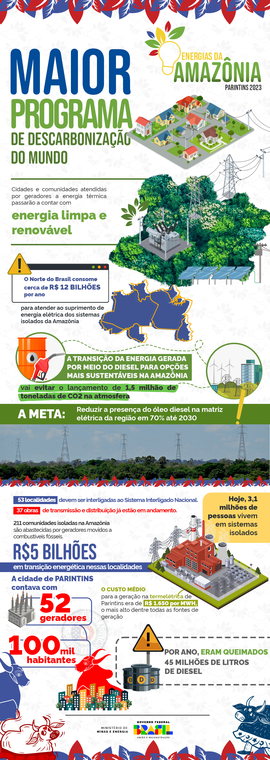 ENERGIAS DA
AMAZÔNIA
PARINTINS 2023
MAIOR
PROGRAMA
DE DESCARBONIZAÇÃO
DO MUNDO
Cidades e comunidades atendidas
por geradores a energia térmica
passarão a contar com
energia limpa e
renovável
O Norte do Brasil consome
cerca de R$ 12 BILHÕES
por ano
para atender ao suprimento de
energia elétrica dos sistemas
isolados da Amazônia
A TRANSIÇÃO DA ENERGIA GERADA
POR MEIO DO DIESEL PARA OPÇÕES
MAIS SUSTENTÁVEIS NA AMAZÔNIA
vai evitar o lançamento de 1,5 milhão de
toneladas de CO2 na atmosfera
A META:
Reduzir a presença do óleo diesel na matriz
elétrica da região em 70% até 2030
53 localidades devem ser interligadas ao Sistema Interligado Nacional.
37 obras de transmissão e distribuição já estão em andamento.
211 comunidades isoladas na Amazônia
são abastecidas por geradores movidos a
combustíveis fósseis.
Hoje, 3,1
milhões de
pessoas vivem
em sistemas
isolados
R$5 BILHÕES
em transição energética nessas localidades
A cidade de PARINTINS
contava com
52
geradores
O CUSTO MÉDIO
para a geração na termelétrica de
Parintins era de R$ 1.650 por MWH,
o mais alto dentre todas as fontes de
geração
100 mil
habitantes
POR ANO, ERAM QUEIMADOS
45 MILHÕES DE LITROS
DE DIESEL
MINISTÉRIO DE
MINAS E ENERGIA
GOVERNO FEDERAL
BRASIL
UNIÃO E RECONSTRUÇÃO